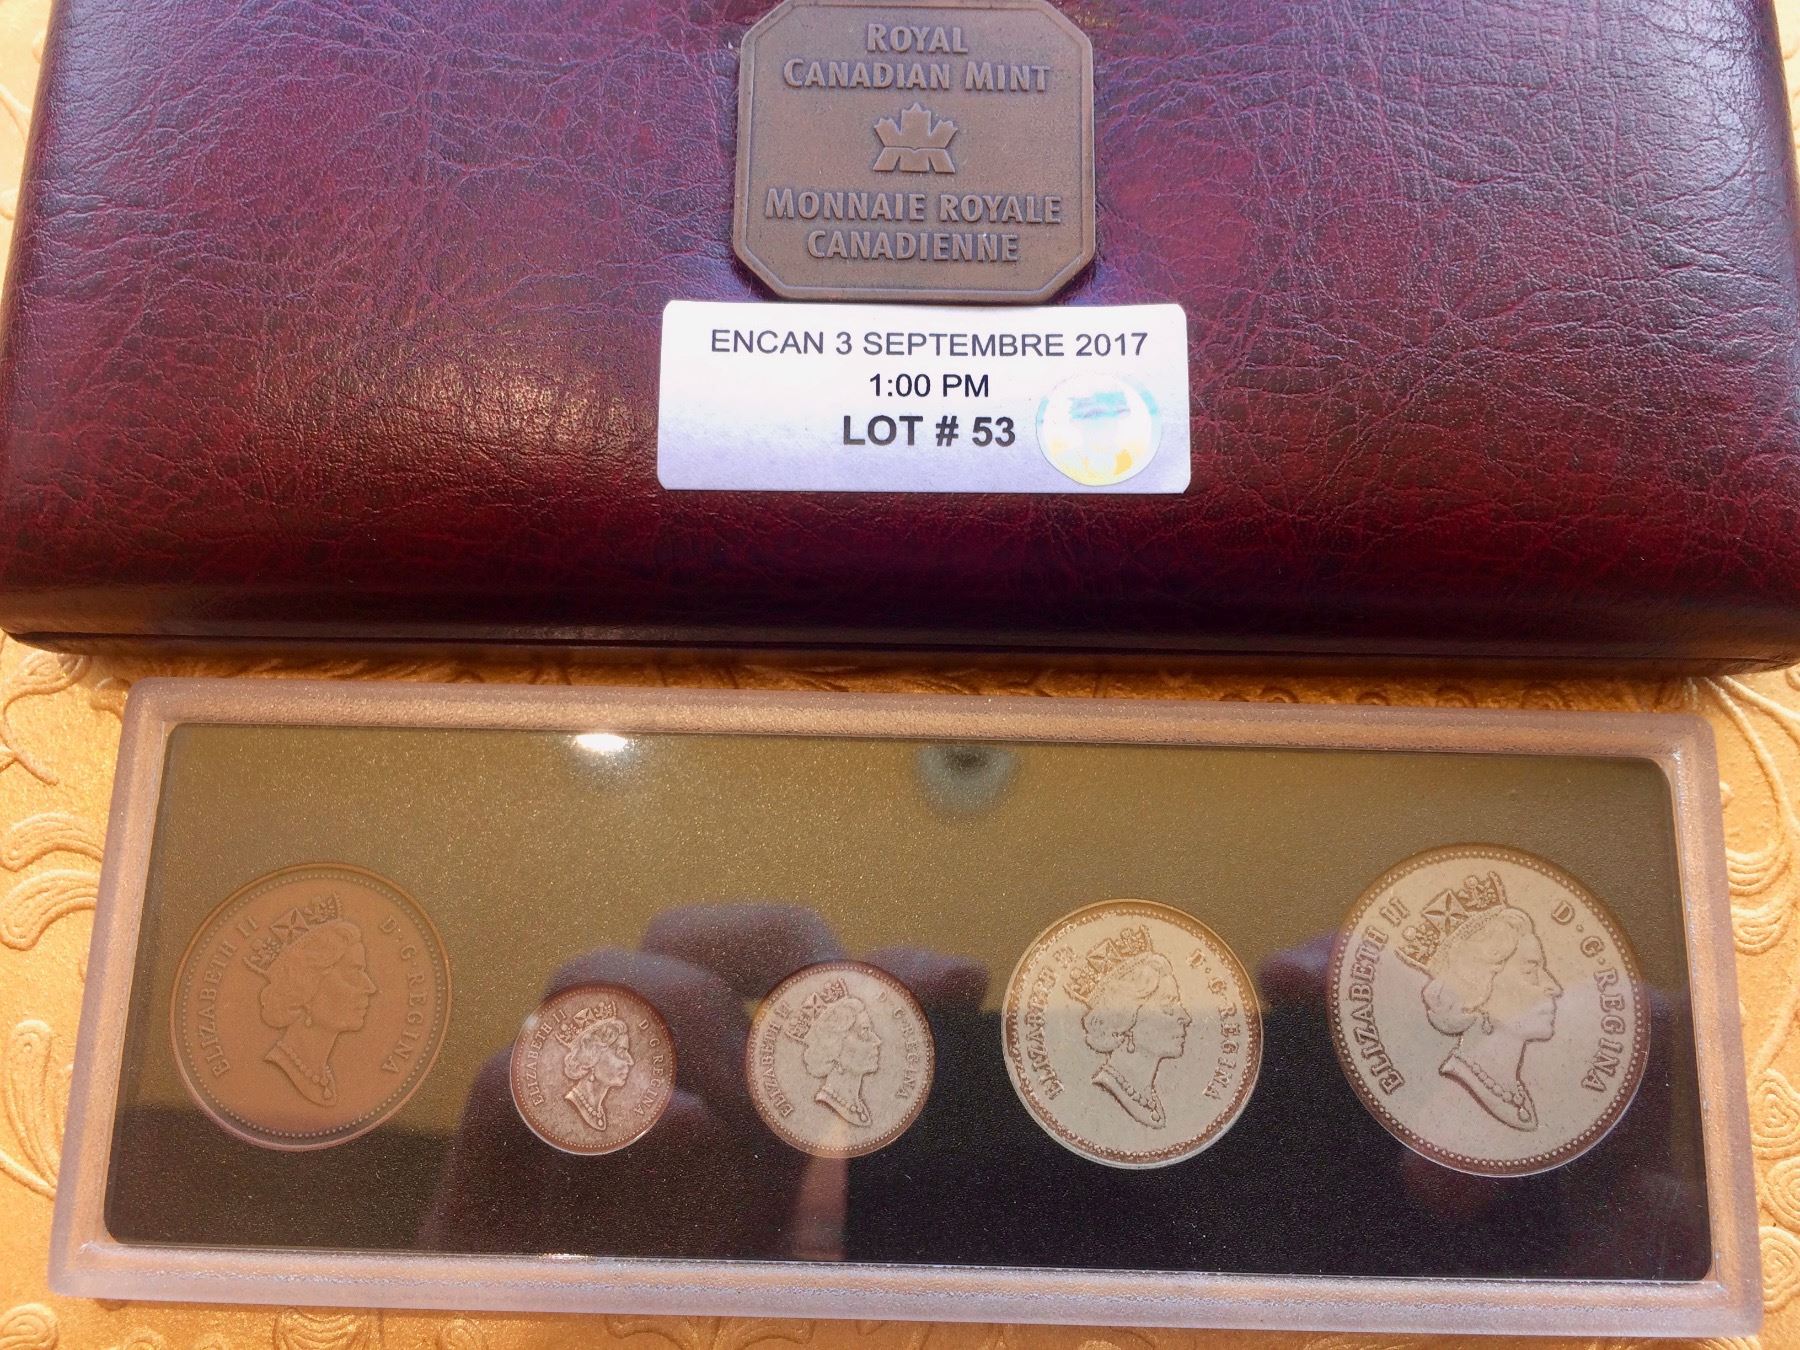 ROYAL
CANADIAN MINT
MONNAIE ROYALE
CANADIENNE
ENCAN 3 SEPTEMBRE 2017
1:00 PM
LOT # 53
ELIZABETH II D·G·REGINA
ELIZABETH II D·G·REGINA
ELIZABETH II D·G·REGINA
ELIZABETH II D·G·REGINA
ELIZABETH II D·G·REGINA